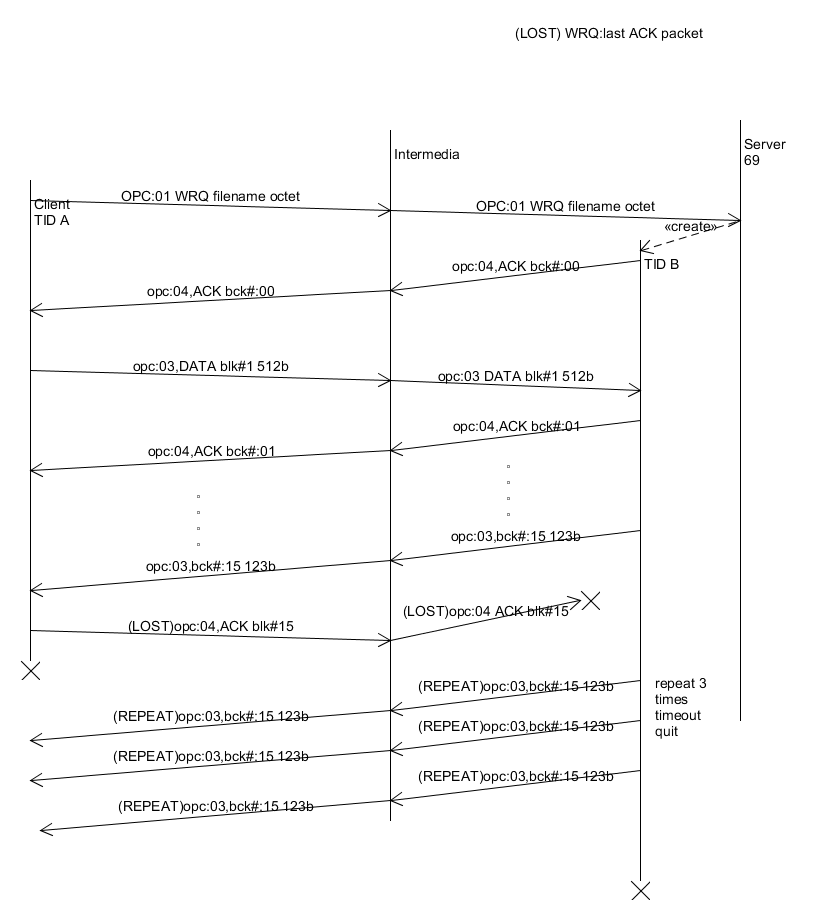 (LOST) WRQ:last ACK packet
Server
69
Intermedia
Client
TID A
OPC:01 WRQ filename octet
OPC:01 WRQ filename octet
«create»
TID B
opc:04,ACK bck#:00
opc:04,ACK bck#:00
opc:03,DATA blk#1 512b
opc:03 DATA blk#1 512b
opc:04,ACK bck#:01
opc:04,ACK bck#:01
opc:03,bck#:15 123b
opc:03,bck#:15 123b
(LOST)opc:04 ACK blk#15
(LOST)opc:04,ACK blk#15
(REPEAT)opc:03,bck#:15 123b
repeat 3
times
timeout
quit
(REPEAT)opc:03,bck#:15 123b
(REPEAT)opc:03,bck#:15 123b
(REPEAT)opc:03,bck#:15 123b
(REPEAT)opc:03,bck#:15 123b
(REPEAT)opc:03,bck#:15 123b